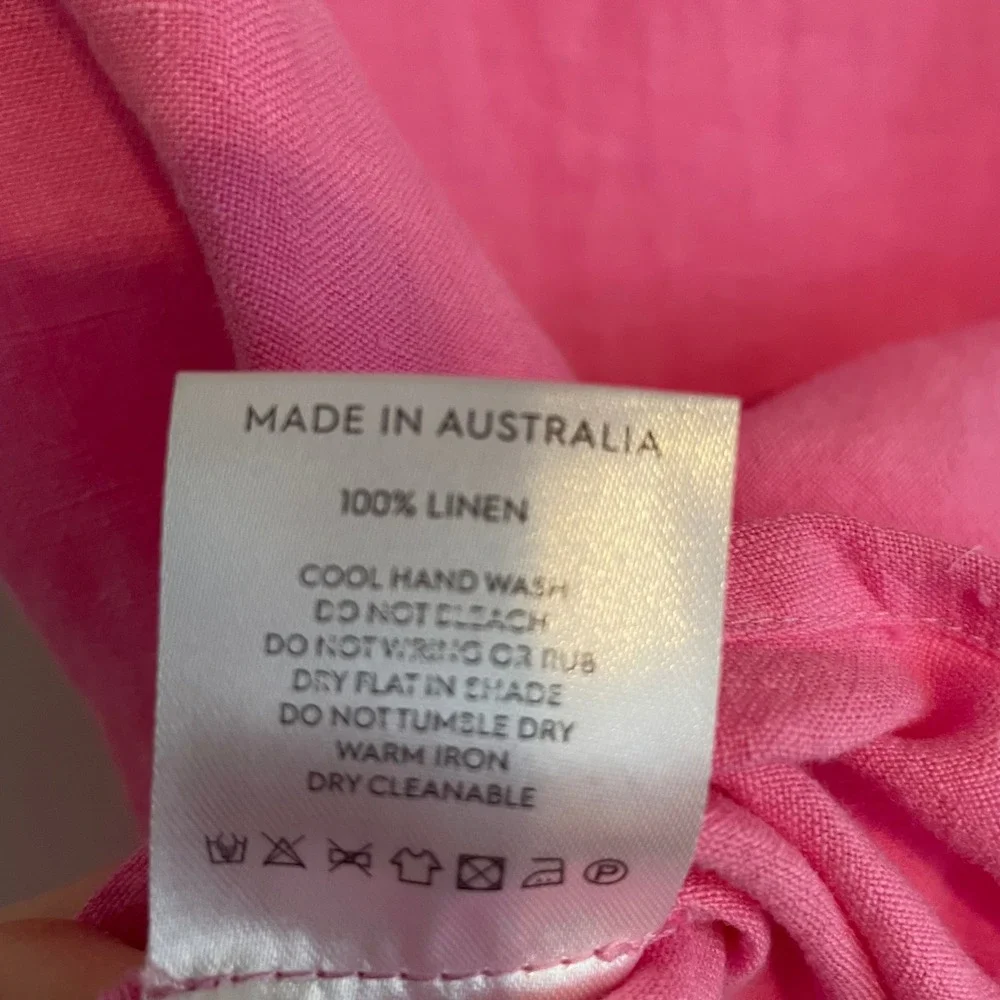 MADE IN AUSTRALIA
100% LINEN
COOL HAND WASH
DO NOT BLEACH
DO NOT WRING OR RUB
DRY FLAT IN SHADE
DO NOT TUMBLE DRY
WARM IRON
DRY CLEANABLE
P